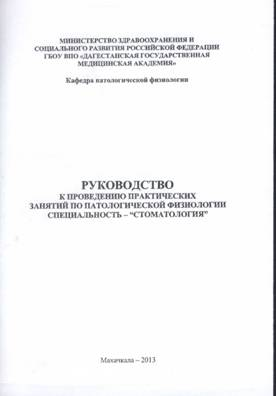 МИНИСТЕРСТВО ЗДРАВООХРАНЕНИЯ И
СОЦИАЛЬНОГО РАЗВИТИЯ РОССИЙСКОЙ ФЕДЕРАЦИИ
ГБОУ ВПО «ДАГЕСТАНСКАЯ ГОСУДАРСТВЕННАЯ
МЕДИЦИНСКАЯ АКАДЕМИЯ»
Кафедра патологической физиологии
РУКОВОДСТВО
К ПРОВЕДЕНИЮ ПРАКТИЧЕСКИХ
ЗАНЯТИЙ ПО ПАТОЛОГИЧЕСКОЙ ФИЗИОЛОГИИ
СПЕЦИАЛЬНОСТЬ – “СТОМАТОЛОГИЯ”
Махачкала – 2013